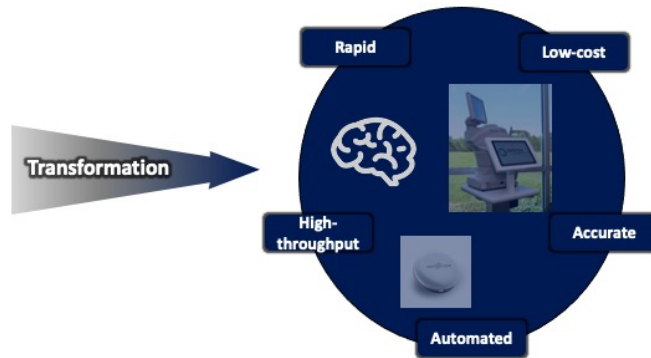 Rapid
Low-cost
Transformation
High-
throughput
Accurate
Automated